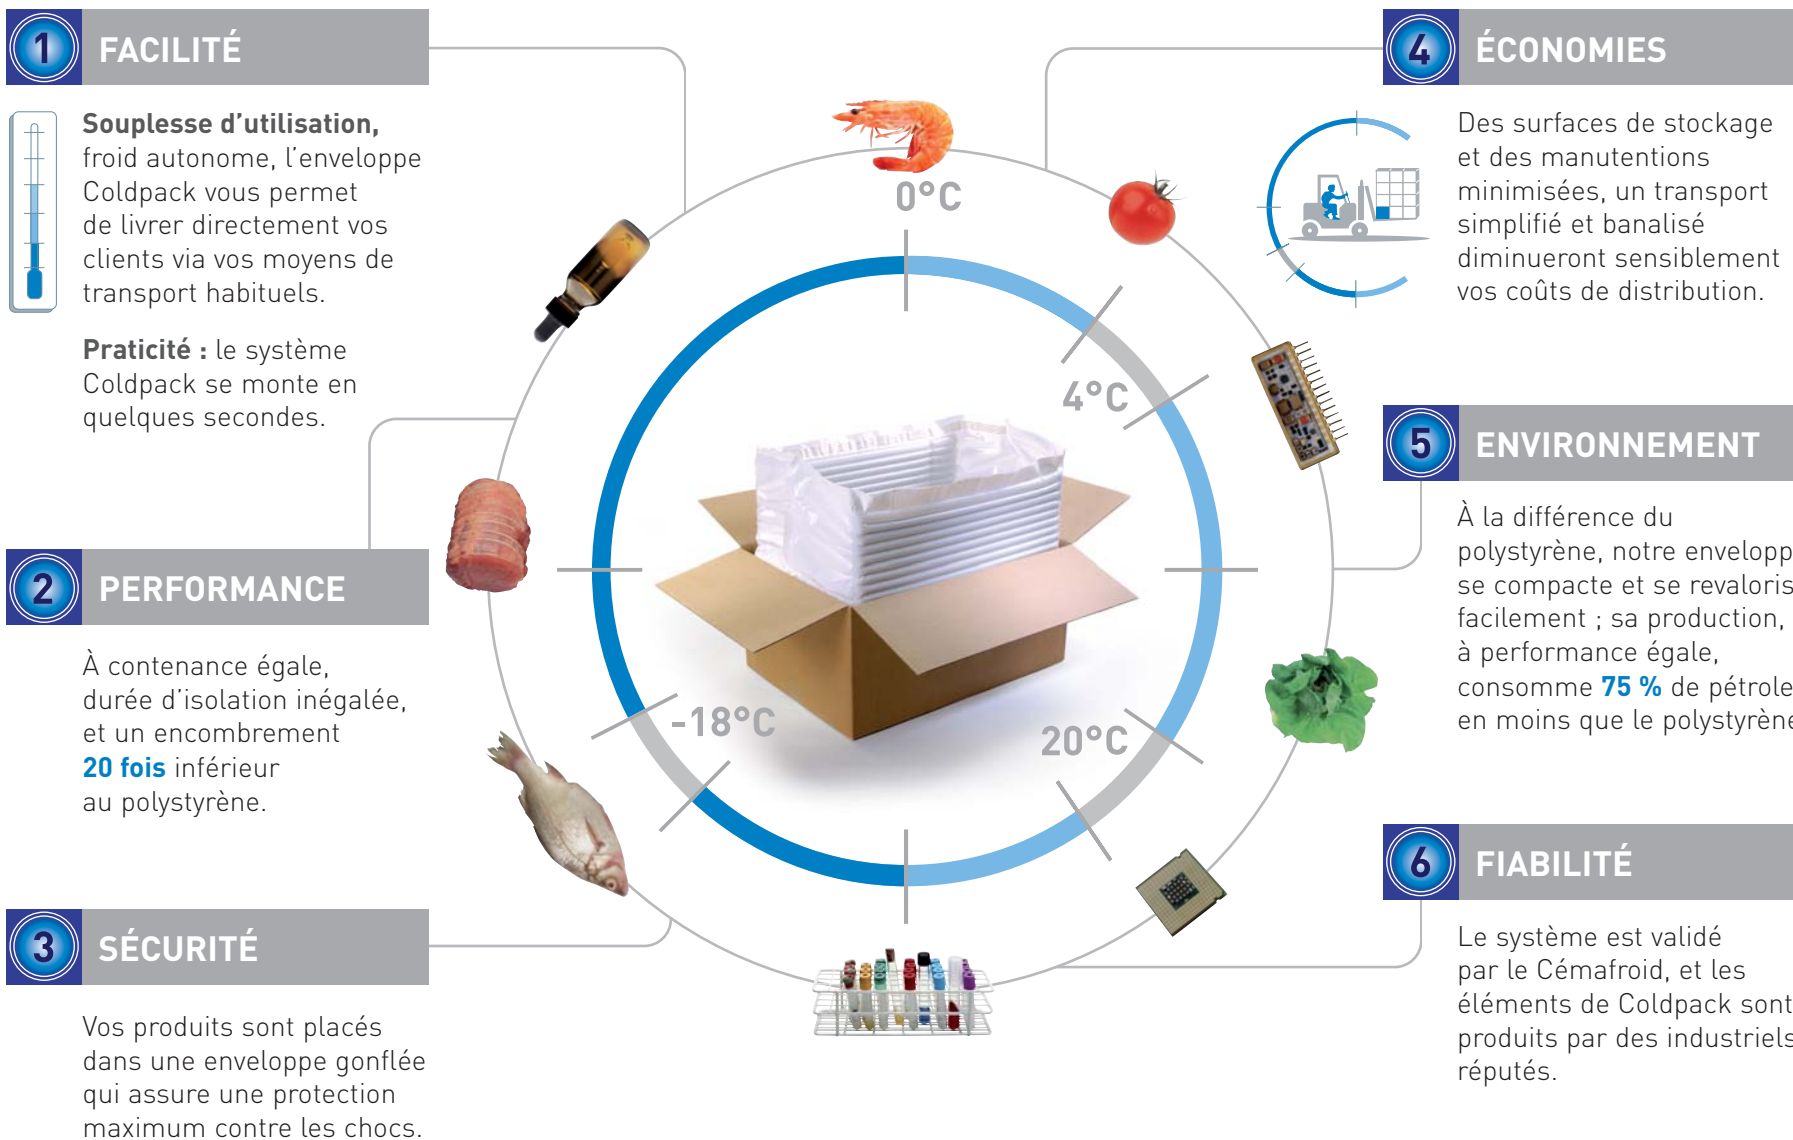 1 FACILITÉ
Souplesse d’utilisation,
froid autonome, l’enveloppe
Coldpack vous permet
de livrer directement vos
clients via vos moyens de
transport habituels.
Praticité : le système
Coldpack se monte en
quelques secondes.
2 PERFORMANCE
À contenance égale,
durée d’isolation inégalée,
et un encombrement
20 fois inférieur
au polystyrène.
3 SÉCURITÉ
Vos produits sont placés
dans une enveloppe gonflée
qui assure une protection
maximum contre les chocs.
0°C
4°C
20°C
-18°C
4 ÉCONOMIES
Des surfaces de stockage
et des manutentions
minimisées, un transport
simplifié et banalisé
diminueront sensiblement
vos coûts de distribution.
5 ENVIRONNEMENT
À la différence du
polystyrène, notre envelopp
se compacte et se revaloris
facilement ; sa production,
à performance égale,
consomme 75 % de pétrole
en moins que le polystyrène
6 FIABILITÉ
Le système est validé
par le Cémafroid, et les
éléments de Coldpack sont
produits par des industriels
réputés.